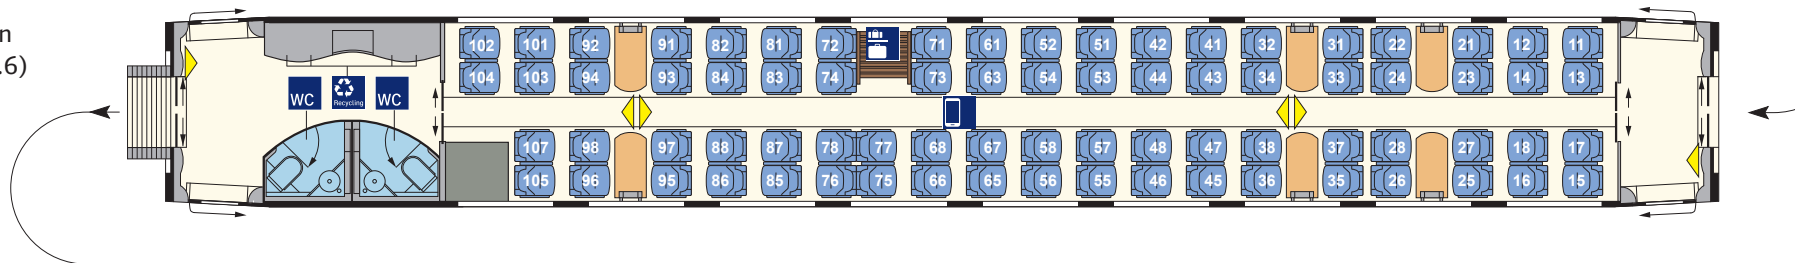 n
.6)
102 101 92 91 82 81 72 71 61 52 51 42 41 32 31 22 21 12 11
104 103 94 93 84 83 74 73 63 54 53 44 43 34 33 24 23 14 13
WC Recycling WC
107 98 97 88 87 78 77 68 67 58 57 48 47 38 37 28 27 18 17
105 96 95 86 85 76 75 66 65 56 55 46 45 36 35 26 25 16 15